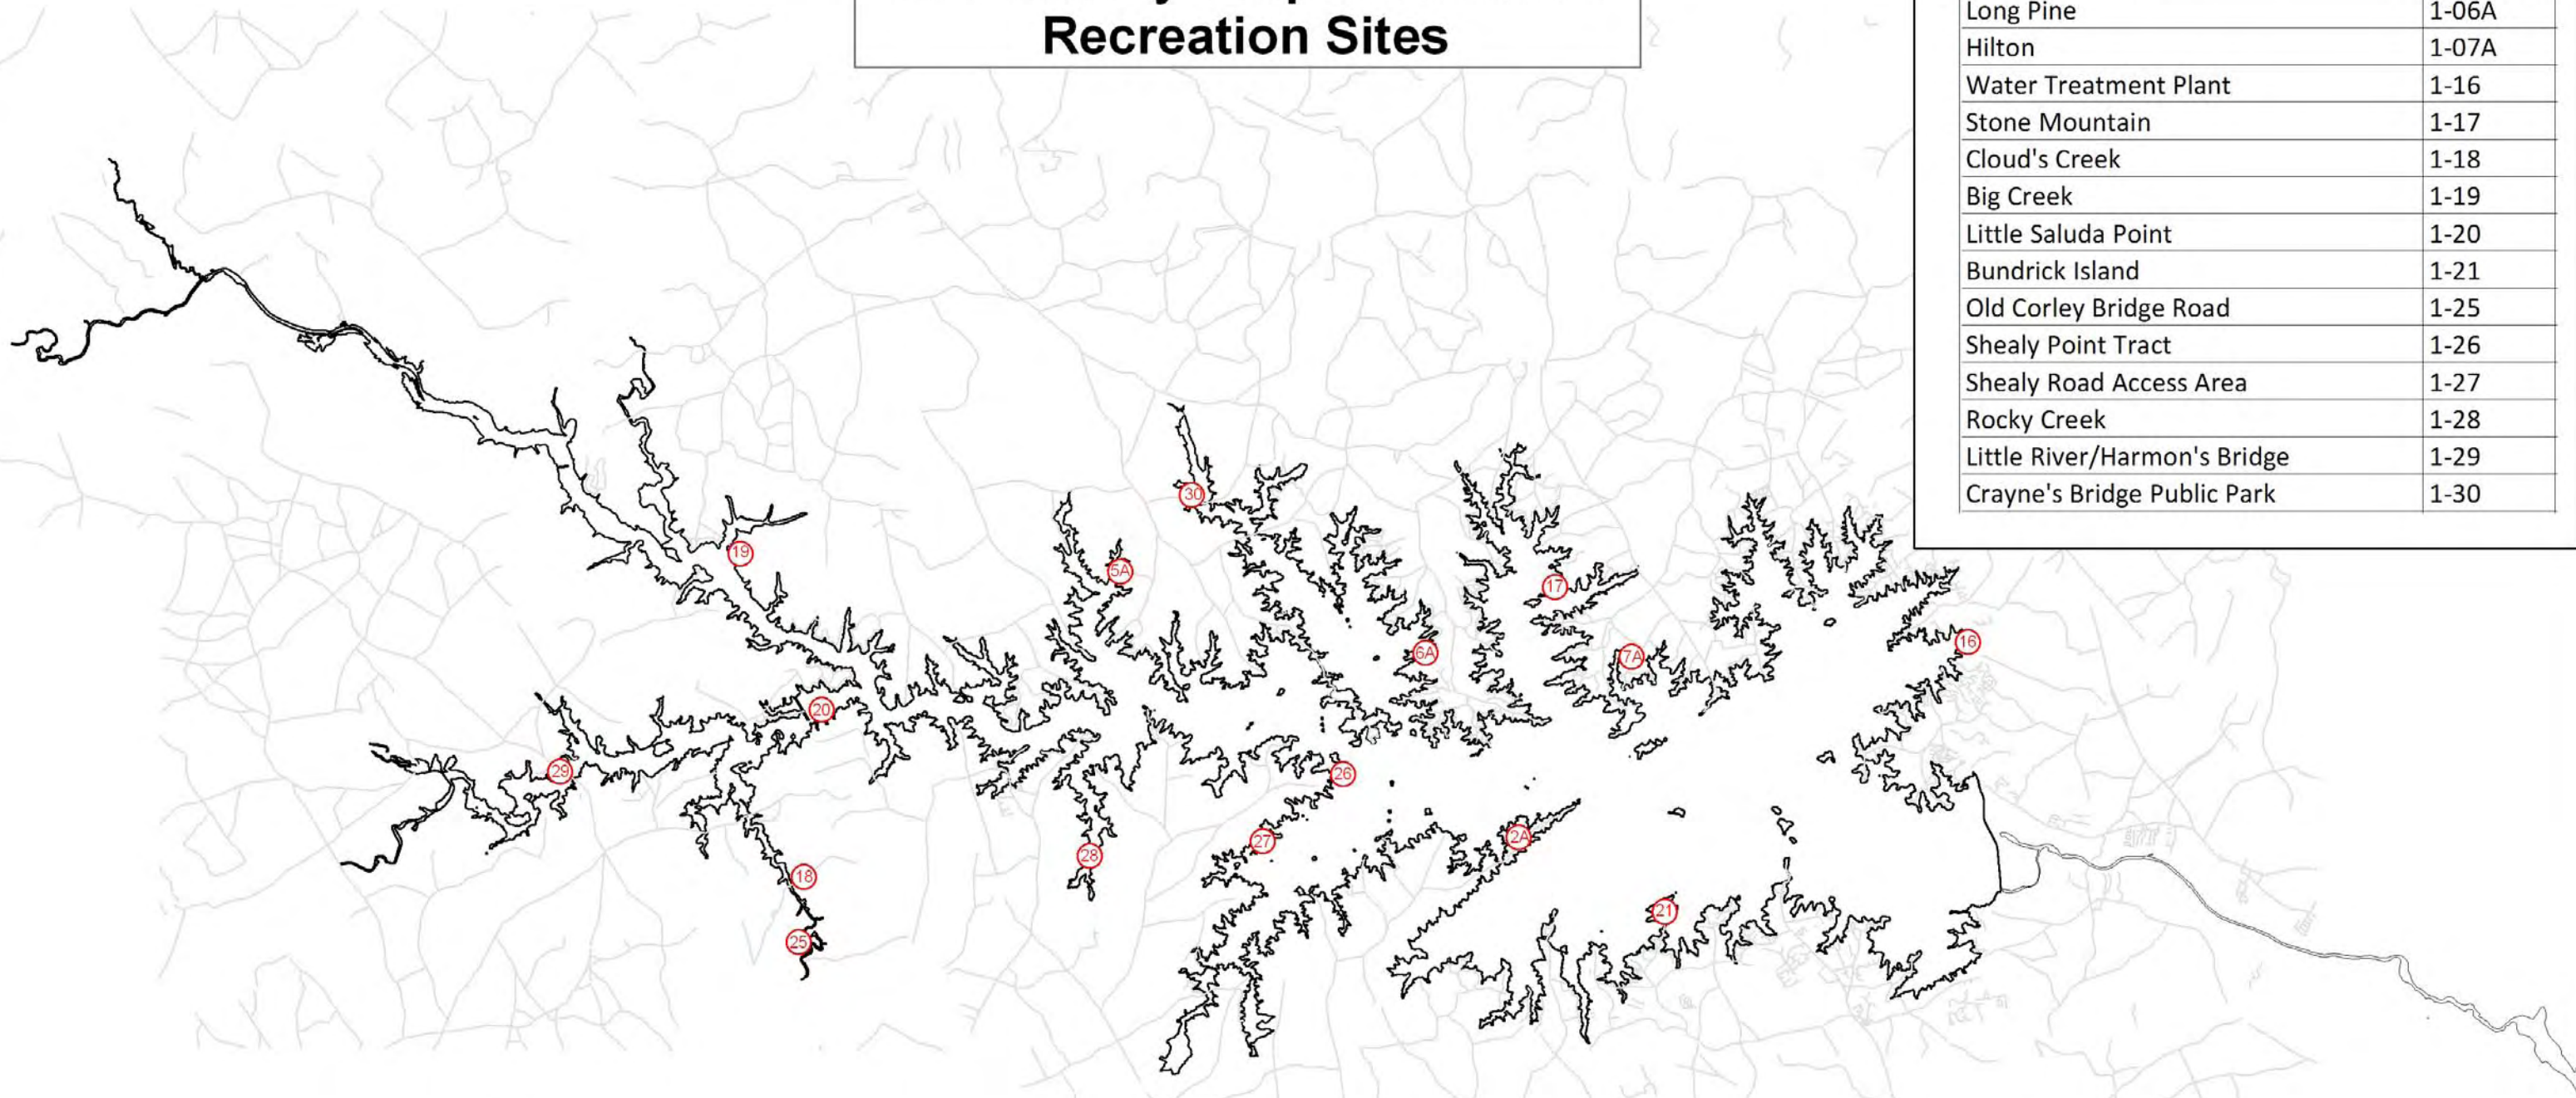 Recreation Sites
Long Pine 1-06A
Hilton 1-07A
Water Treatment Plant 1-16
Stone Mountain 1-17
Cloud's Creek 1-18
Big Creek 1-19
Little Saluda Point 1-20
Bundrick Island 1-21
Old Corley Bridge Road 1-25
Shealy Point Tract 1-26
Shealy Road Access Area 1-27
Rocky Creek 1-28
Little River/Harmon's Bridge 1-29
Crayne's Bridge Public Park 1-30
30
19
5A
17
16
6A
7A
20
29
26
2A
27
28
18
21
25